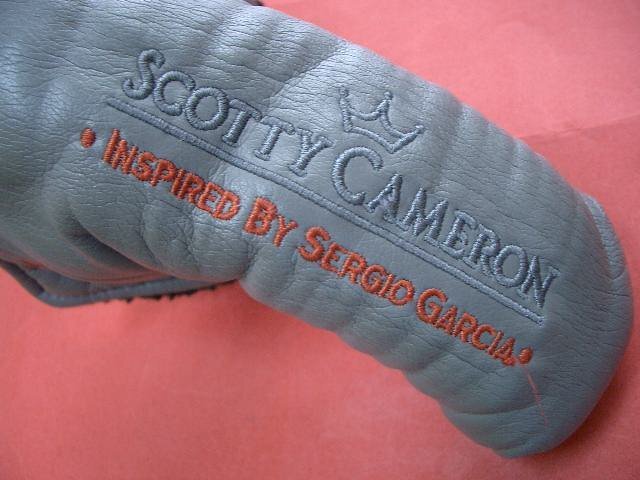 SCOTTY CAMERON
• INSPIRED BY SERGIO GARCIA •